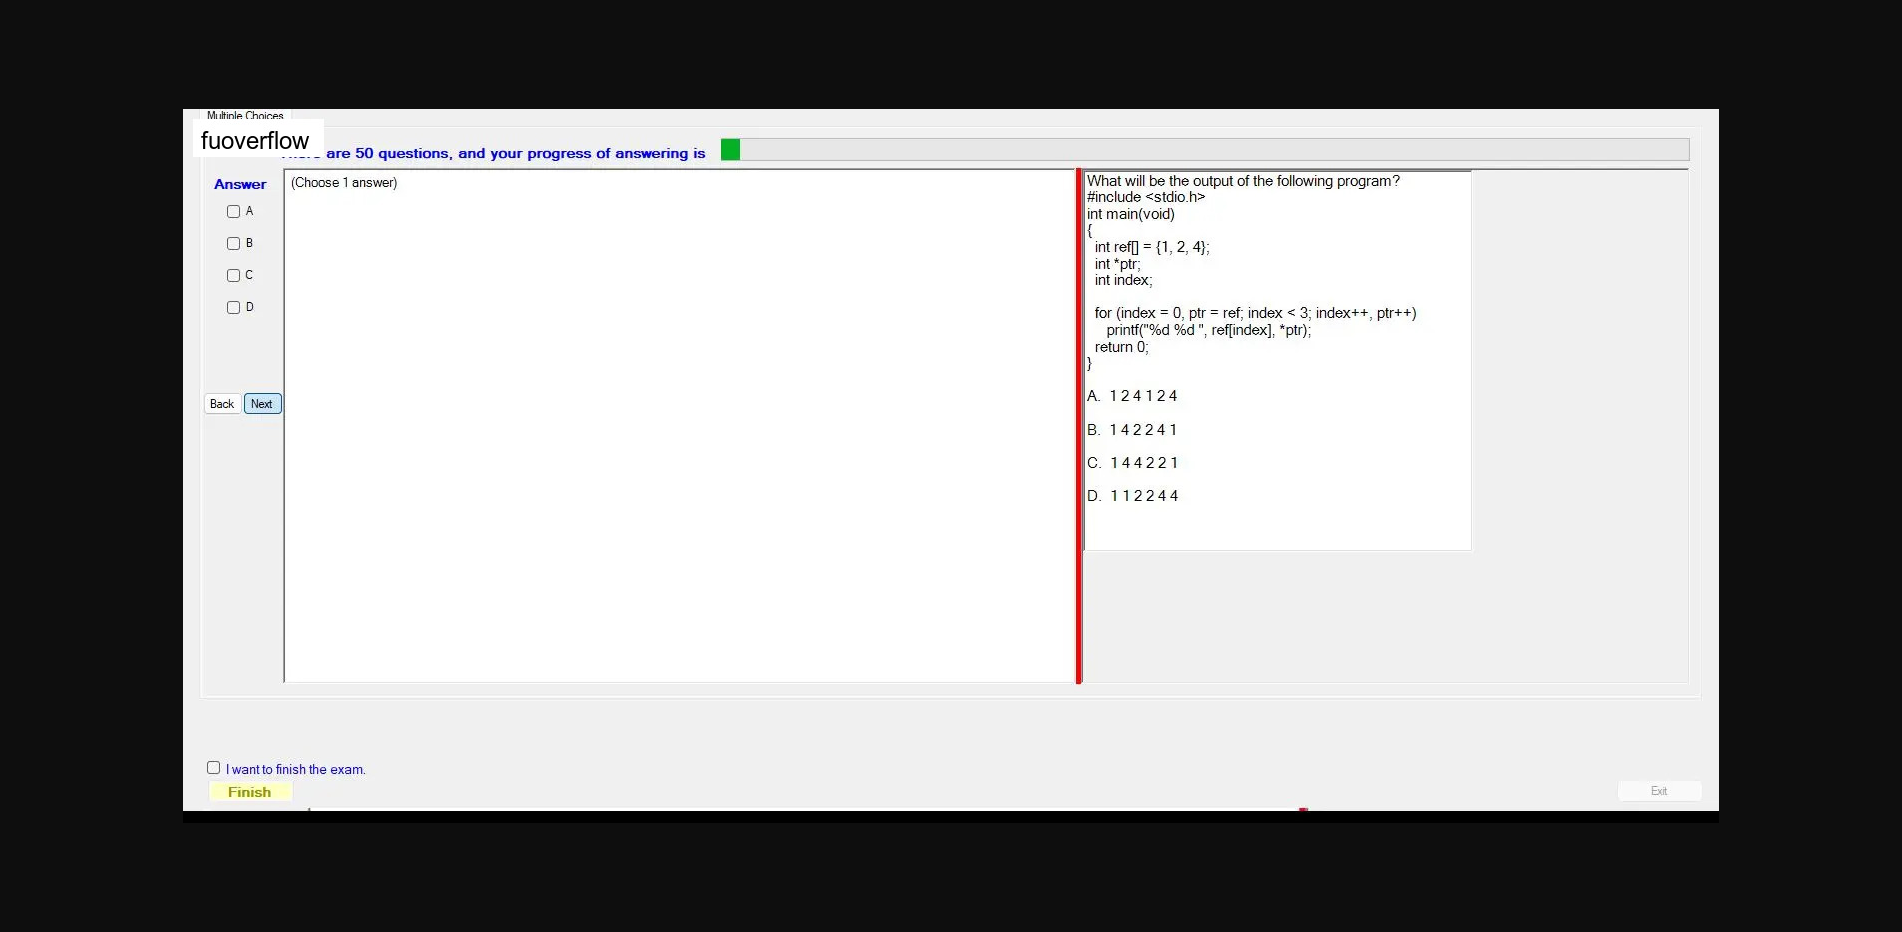 Multiple Choices
fuoverflow
are 50 questions, and your progress of answering is
Answer
(Choose 1 answer)
A
B
C
D
Back
Next
What will be the output of the following program?
#include <stdio.h>
int main(void)
{
int ref[] = {1, 2, 4};
int *ptr;
int index;
for (index = 0, ptr = ref; index < 3; index++, ptr++)
printf("%d %d ", ref[index], *ptr);
return 0;
}
A. 1 2 4 1 2 4
B. 1 4 2 2 4 1
C. 1 4 4 2 2 1
D. 1 1 2 2 4 4
I want to finish the exam.
Finish
Exit